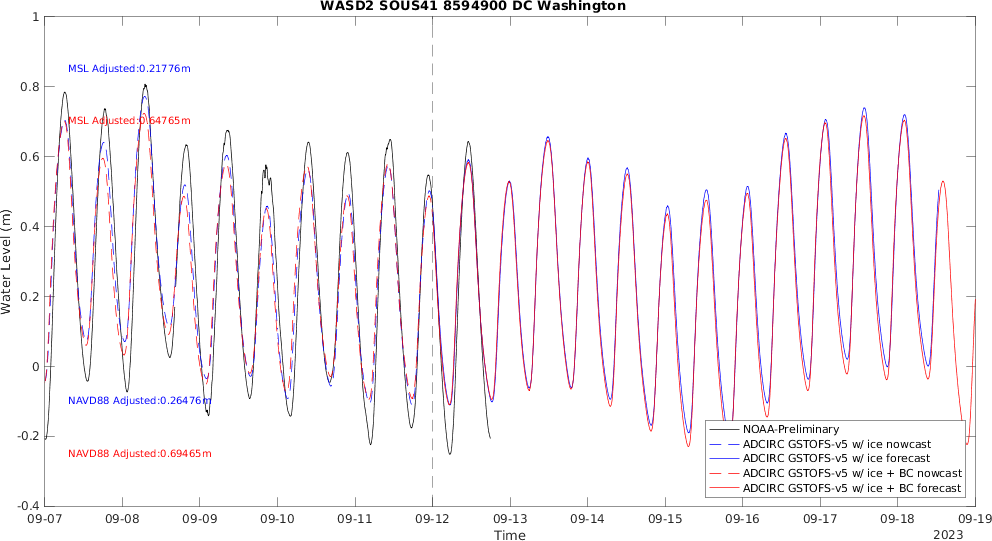 WASD2 SOUS41 8594900 DC Washington
1
0.8
0.6
0.4
0.2
0
-0.2
-0.4
Water Level (m)
MSL Adjusted:0.21776m
MSL Adjusted:0.64765m
NAVD88 Adjusted:0.26476m
NAVD88 Adjusted:0.69465m
NOAA-Preliminary
ADCIRC GSTOFS-v5 w/ ice nowcast
ADCIRC GSTOFS-v5 w/ ice forecast
ADCIRC GSTOFS-v5 w/ ice + BC nowcast
ADCIRC GSTOFS-v5 w/ ice + BC forecast
09-07 09-08 09-09 09-10 09-11 09-12 09-13 09-14 09-15 09-16 09-17 09-18 09-19
Time
2023